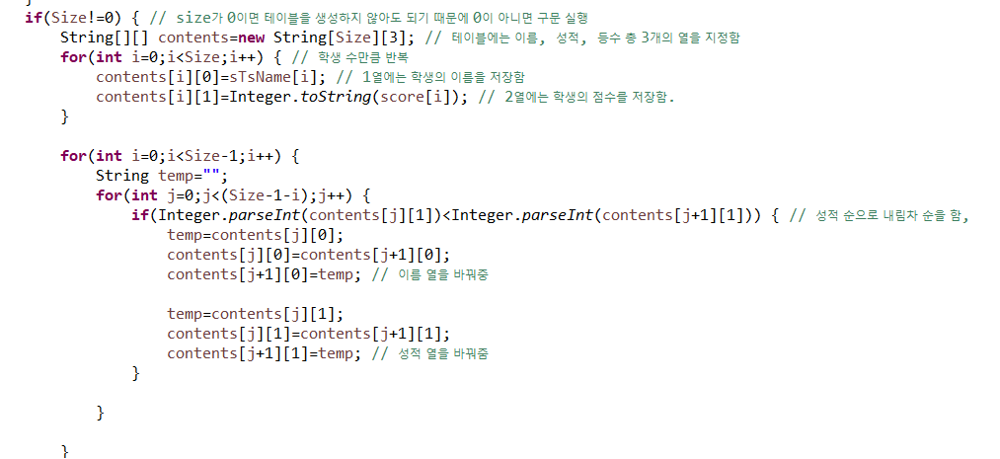 }
if(Size!=0) { // size가 0이면 테이블을 생성하지 않아도 되기 때문에 0이 아니면 구문 실행
String[][] contents=new String[Size][3]; // 테이블에는 이름, 성적, 등수 총 3개의 열을 지정함
for(int i=0;i<Size;i++) { // 학생 수만큼 반복
contents[i][0]=sTsName[i]; // 1열에는 학생의 이름을 저장함
contents[i][1]=Integer.toString(score[i]); // 2열에는 학생의 점수를 저장함.
}
for(int i=0;i<Size-1;i++) {
String temp="";
for(int j=0;j<(Size-1-i);j++) {
if(Integer.parseInt(contents[j][1])<Integer.parseInt(contents[j+1][1])) { // 성적 순으로 내림차 순을 함,
temp=contents[j][0];
contents[j][0]=contents[j+1][0];
contents[j+1][0]=temp; // 이름 열을 바꿔줌
temp=contents[j][1];
contents[j][1]=contents[j+1][1];
contents[j+1][1]=temp; // 성적 열을 바꿔줌
}
}
}